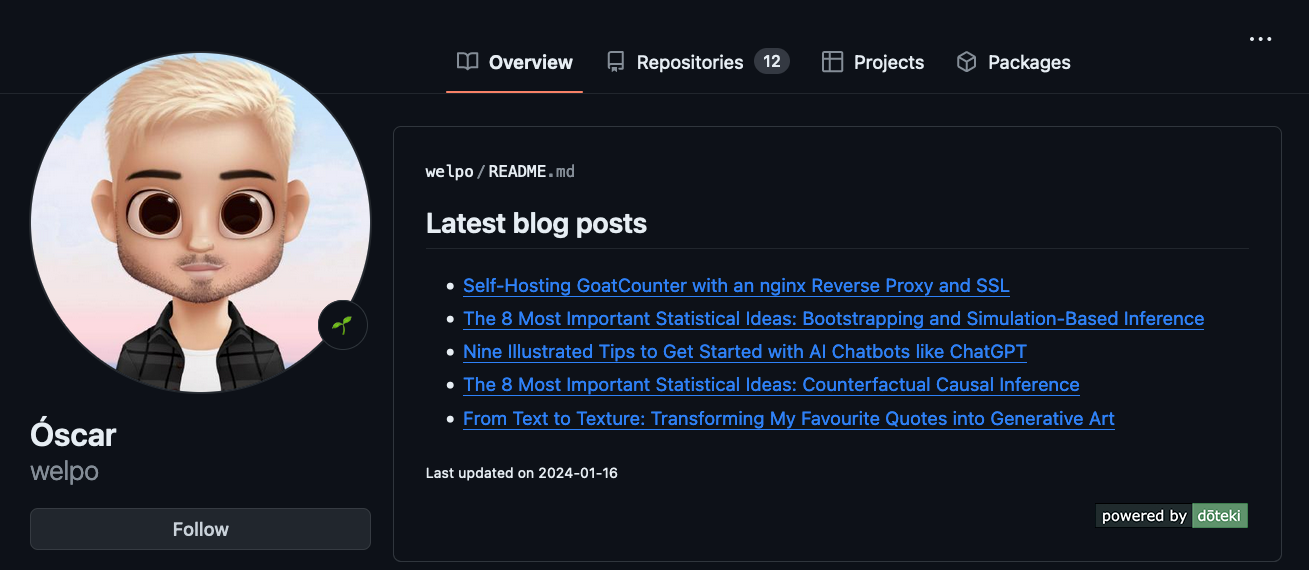 Overview
Repositories 12
Projects
Packages
welpo/README.md
Latest blog posts
Self-Hosting GoatCounter with an nginx Reverse Proxy and SSL
The 8 Most Important Statistical Ideas: Bootstrapping and Simulation-Based Inference
Nine Illustrated Tips to Get Started with AI Chatbots like ChatGPT
The 8 Most Important Statistical Ideas: Counterfactual Causal Inference
From Text to Texture: Transforming My Favourite Quotes into Generative Art
Last updated on 2024-01-16
powered by dōteki
Óscar
welpo
Follow